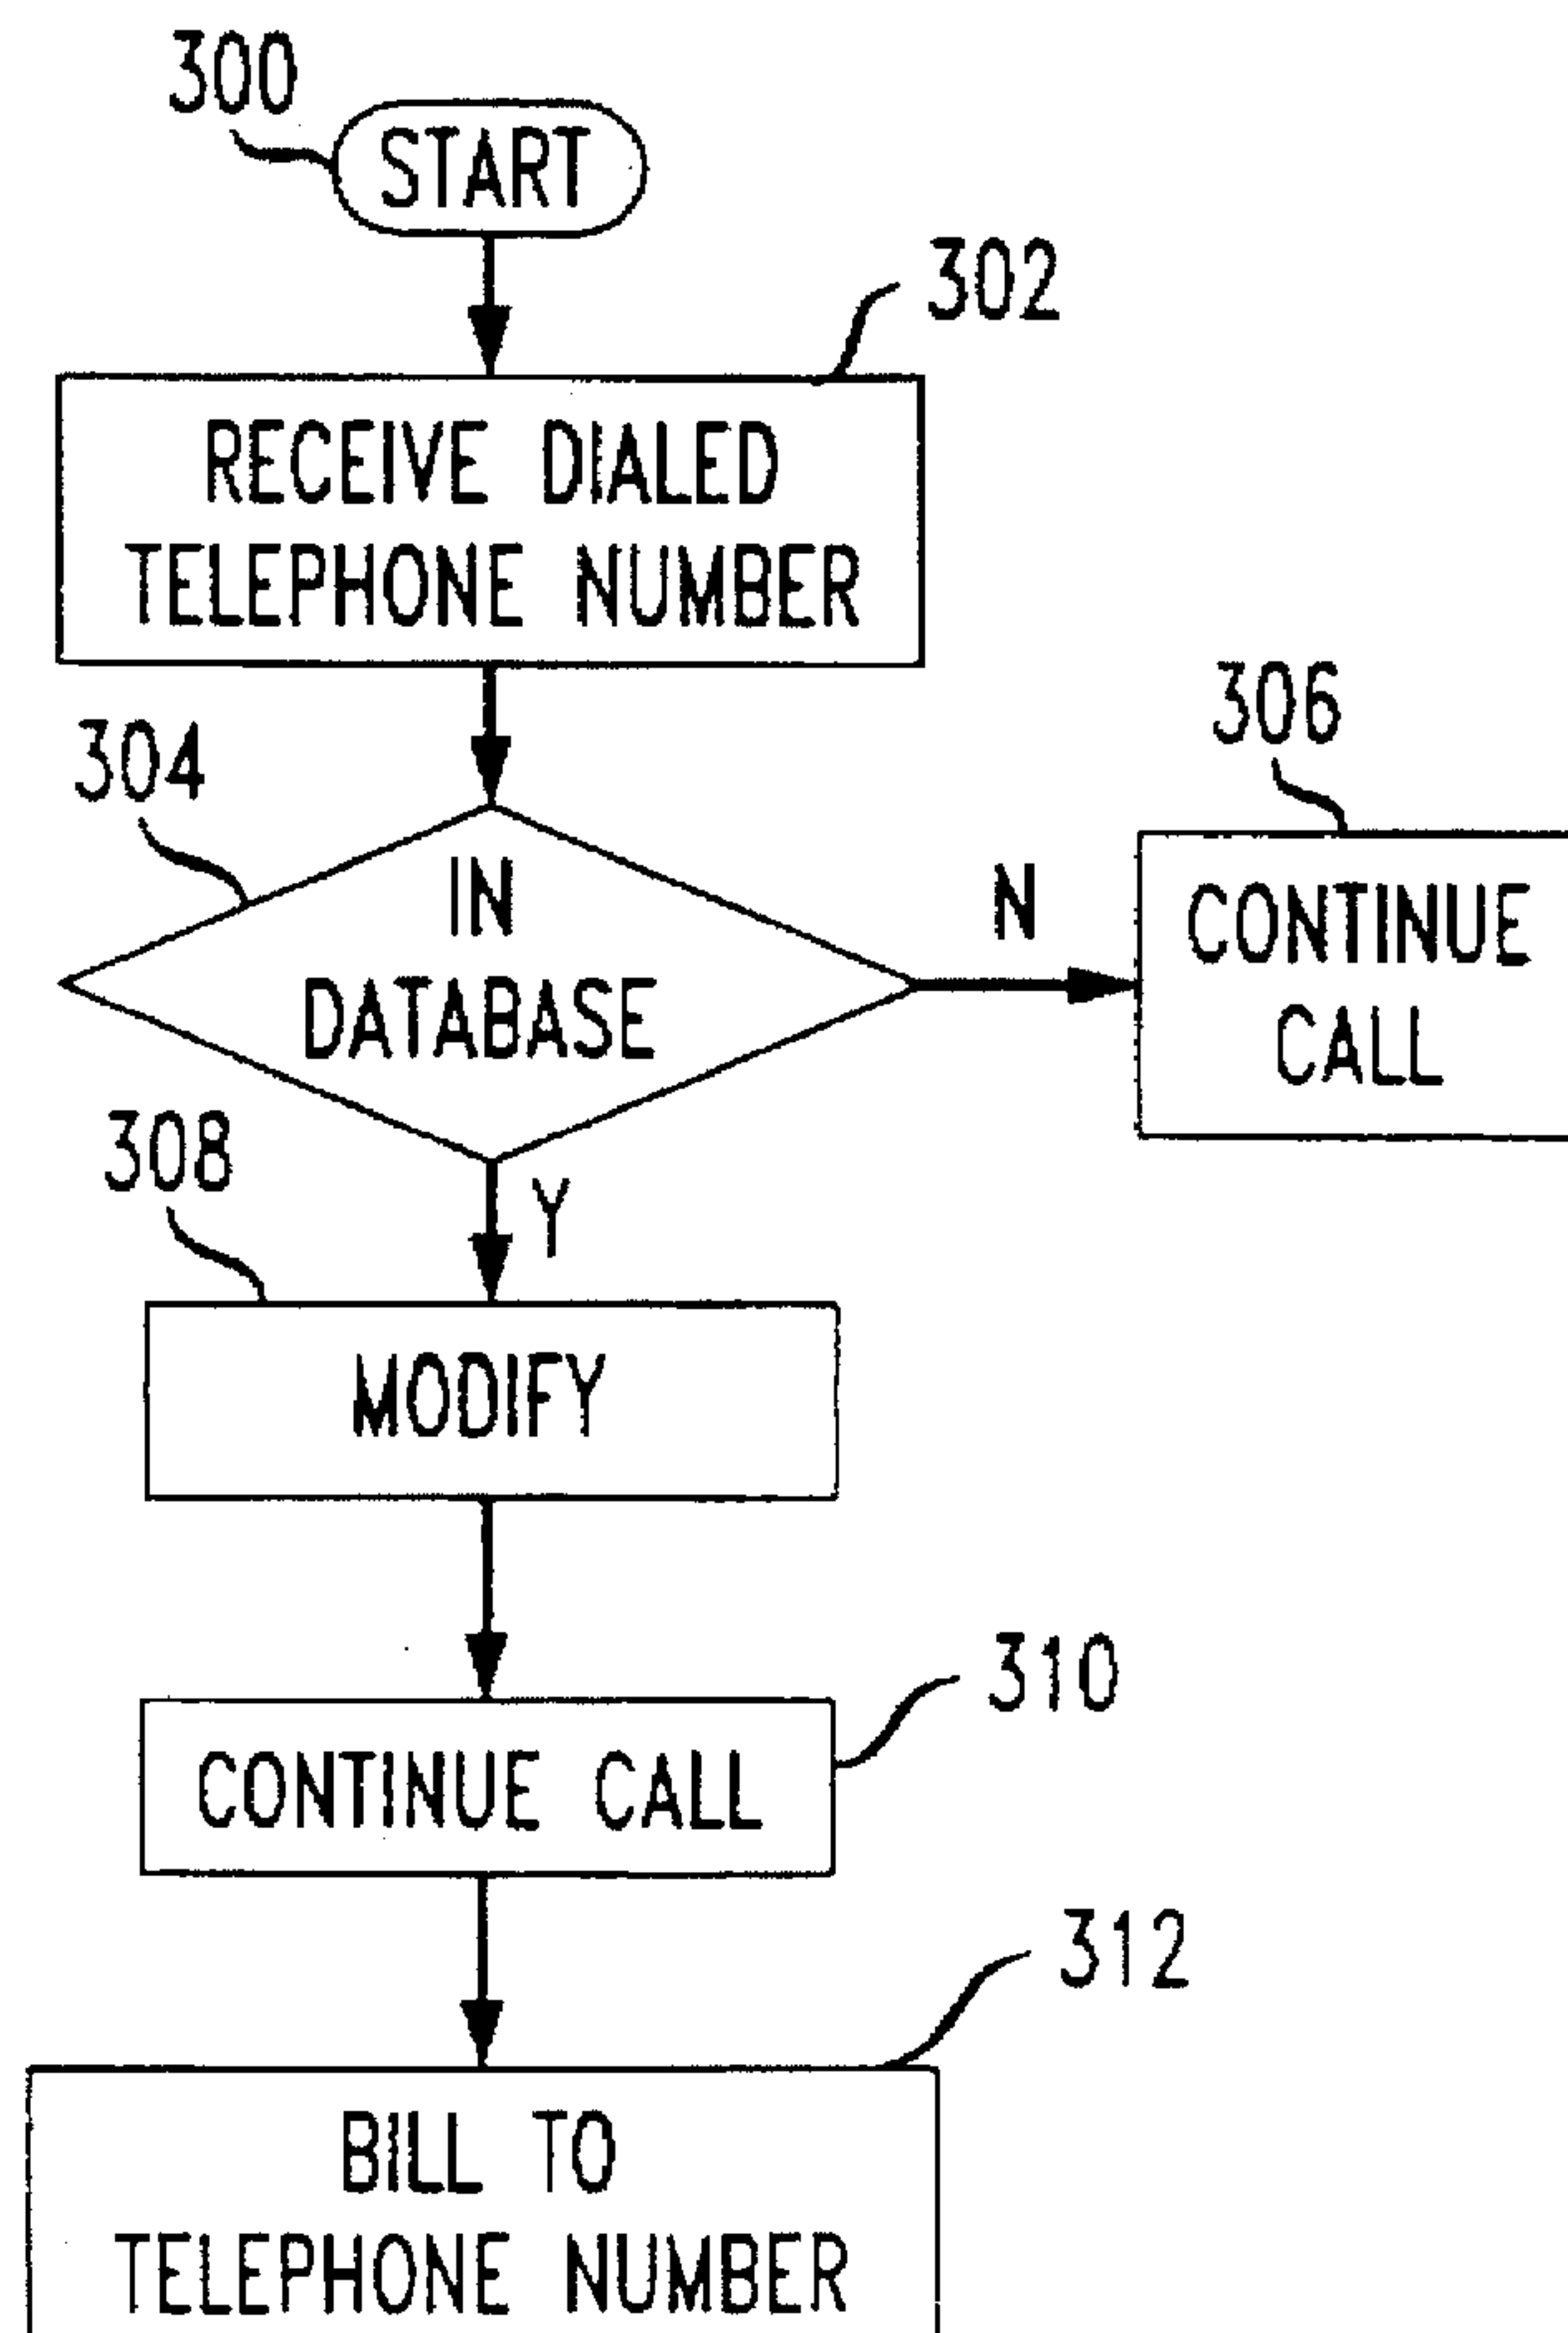 300
START
302
RECEIVE DIALED
TELEPHONE NUMBER
304
IN
DATABASE
N
306
CONTINUE
CALL
308
Y
MODIFY
310
CONTINUE CALL
312
BILL TO
TELEPHONE NUMBER